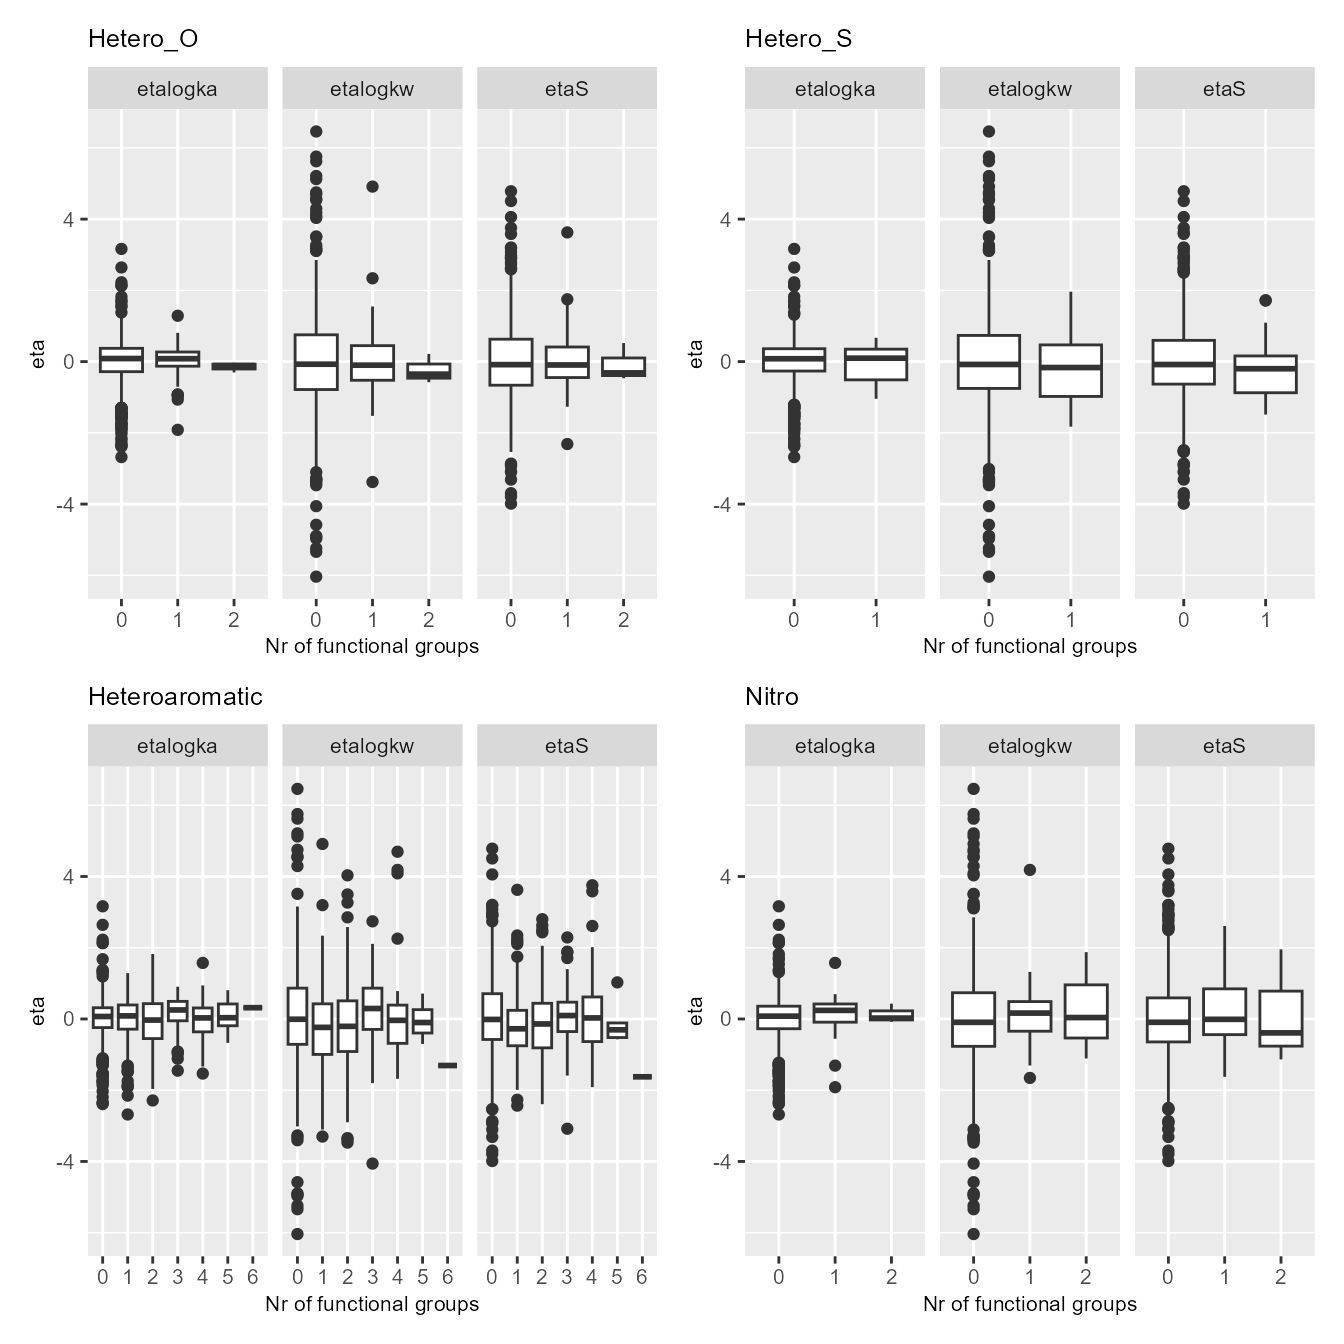 Hetero_O
etalogka etalogkw etaS
4
0
-4
eta
0 1 2 0 1 2 0 1 2
Nr of functional groups
Hetero_S
etalogka etalogkw etaS
4
0
-4
eta
0 1 0 1 0 1
Nr of functional groups
Heteroaromatic
etalogka etalogkw etaS
4
0
-4
eta
0 1 2 3 4 5 6 0 1 2 3 4 5 6 0 1 2 3 4 5 6
Nr of functional groups
Nitro
etalogka etalogkw etaS
4
0
-4
eta
0 1 2 0 1 2 0 1 2
Nr of functional groups